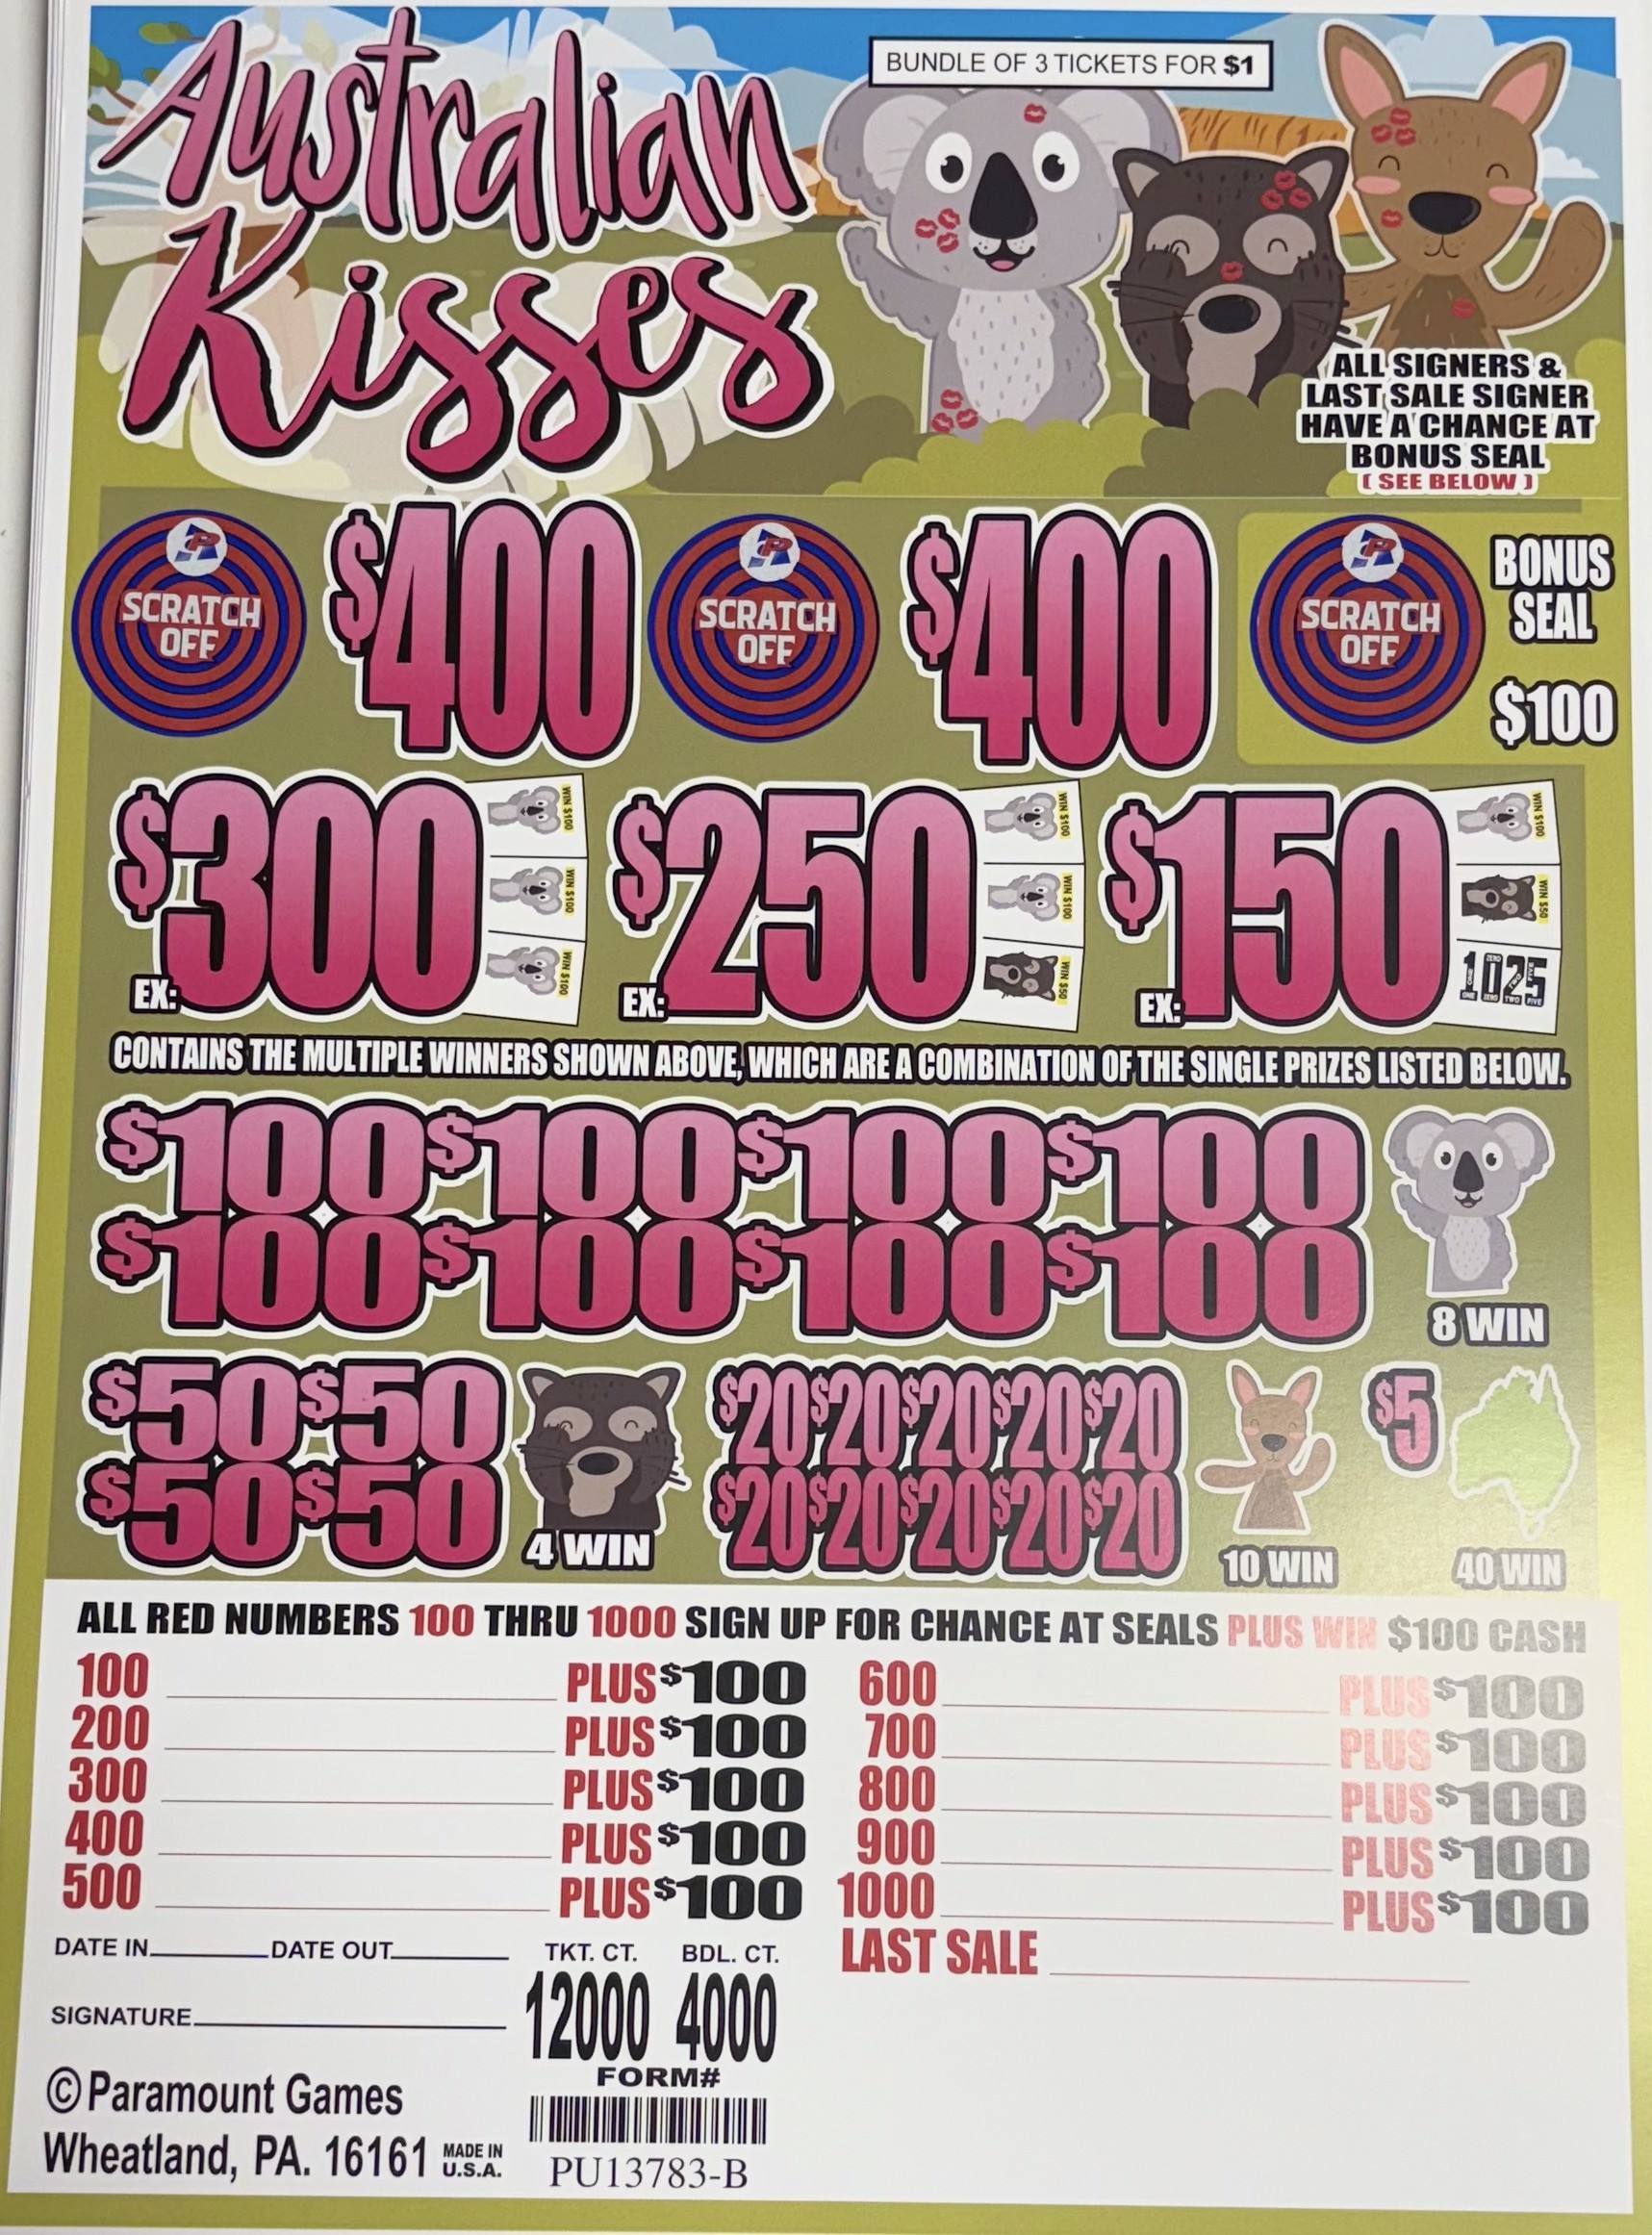 Australian
Kisses
BUNDLE OF 3 TICKETS FOR $1
ALL SIGNERS &
LAST SALE SIGNER
HAVE A CHANCE AT
BONUS SEAL
( SEE BELOW )
SCRATCH
OFF
$400
SCRATCH
OFF
$400
SCRATCH
OFF
BONUS
SEAL
$100
EX: $300
WIN $100
WIN $100
WIN $100
EX: $250
WIN $100
WIN $100
WIN $50
EX: $150
WIN $100
WIN $50
1025
ONE ZERO TWO FIVE
CONTAINS THE MULTIPLE WINNERS SHOWN ABOVE, WHICH ARE A COMBINATION OF THE SINGLE PRIZES LISTED BELOW.
$100 $100 $100 $100
$100 $100 $100 $100
8 WIN
$50 $50
$50 $50
4 WIN
$20 $20 $20 $20 $20
$20 $20 $20 $20 $20
10 WIN
$5
40 WIN
ALL RED NUMBERS 100 THRU 1000 SIGN UP FOR CHANCE AT SEALS PLUS WIN $100 CASH
100 PLUS $100
200 PLUS $100
300 PLUS $100
400 PLUS $100
500 PLUS $100
600 PLUS $100
700 PLUS $100
800 PLUS $100
900 PLUS $100
1000 PLUS $100
LAST SALE
DATE IN DATE OUT
SIGNATURE
TKT. CT. BDL. CT.
12000 4000
FORM#
PU13783-B
©Paramount Games
Wheatland, PA. 16161 MADE IN
U.S.A.